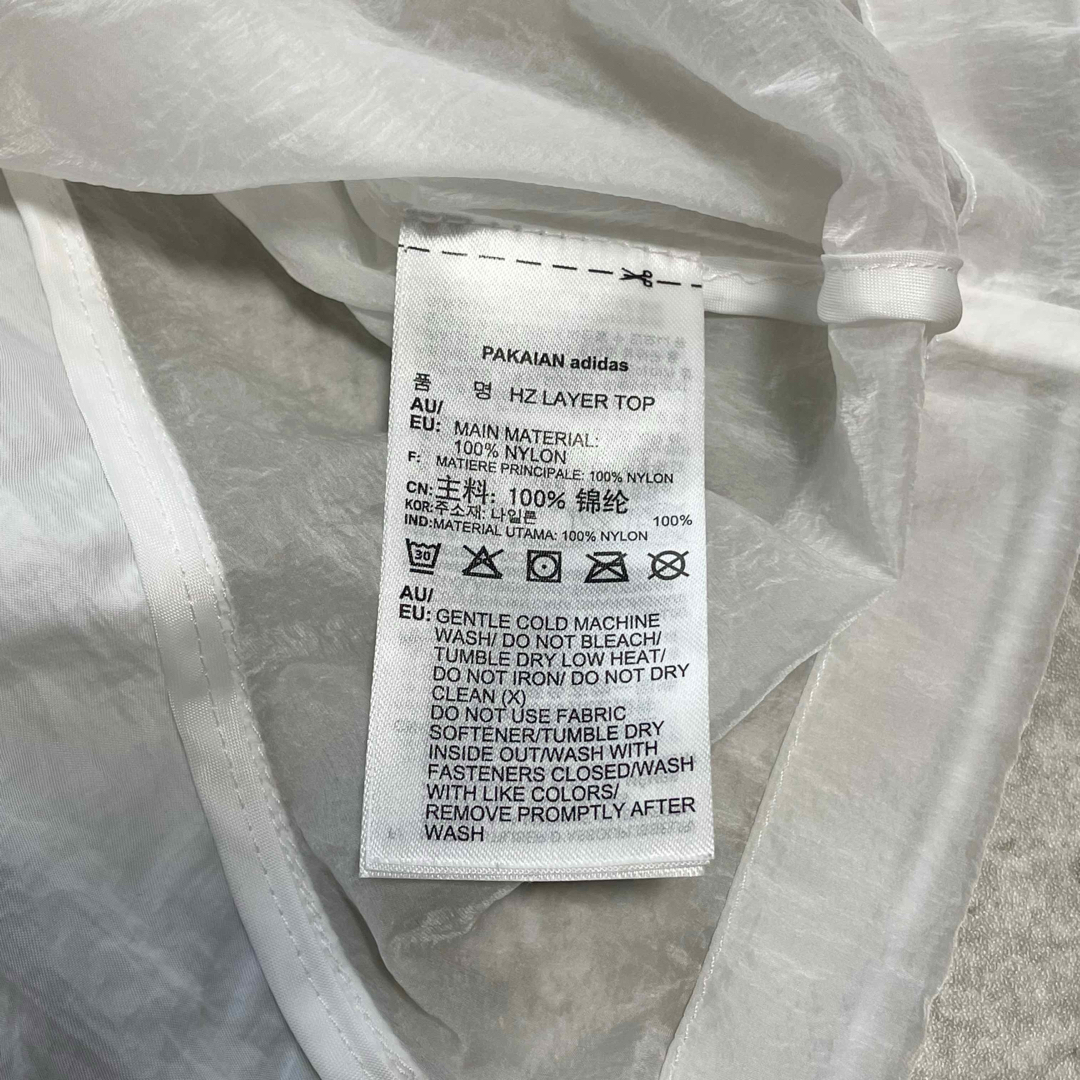 PAKAIAN adidas
품 명 HZ LAYER TOP
AU/
EU: MAIN MATERIAL:
100% NYLON
F: MATIERE PRINCIPALE: 100% NYLON
CN: 主料: 100% 锦纶
KOR: 주소재: 나일론 100%
IND: MATERIAL UTAMA: 100% NYLON
30
AU/
EU: GENTLE COLD MACHINE
WASH/ DO NOT BLEACH/
TUMBLE DRY LOW HEAT/
DO NOT IRON/ DO NOT DRY
CLEAN (X)
DO NOT USE FABRIC
SOFTENER/TUMBLE DRY
INSIDE OUT/WASH WITH
FASTENERS CLOSED/WASH
WITH LIKE COLORS/
REMOVE PROMPTLY AFTER
WASH